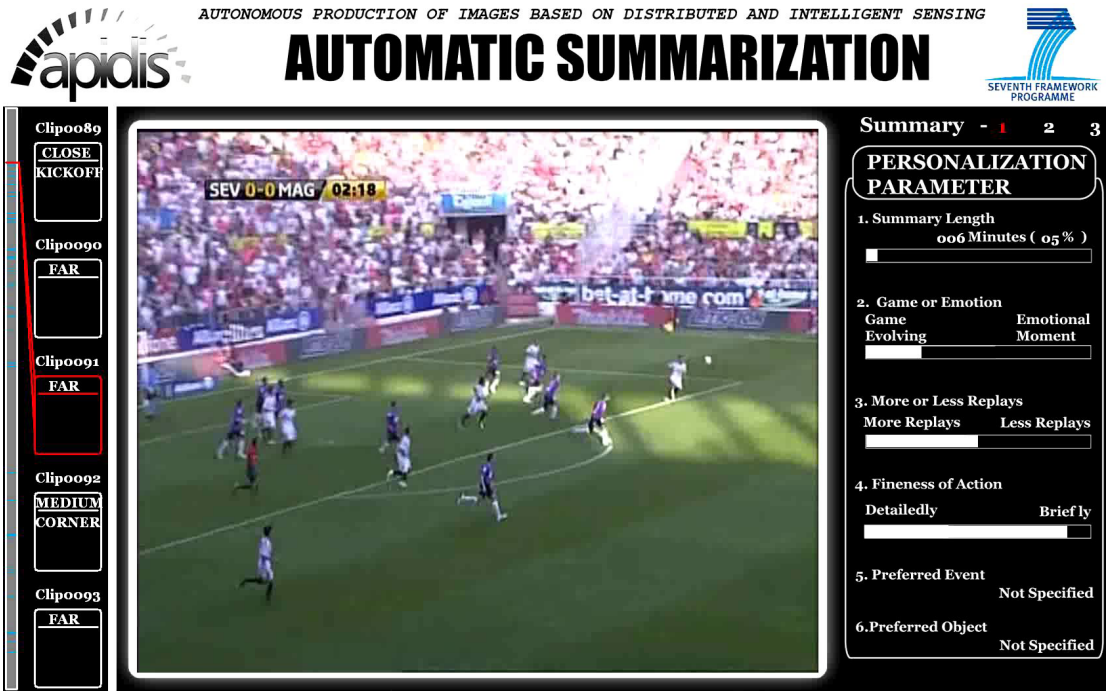 AUTONOMOUS PRODUCTION OF IMAGES BASED ON DISTRIBUTED AND INTELLIGENT SENSING
apidis
AUTOMATIC SUMMARIZATION
SEVENTH FRAMEWORK
PROGRAMME
Clip0089
CLOSE
KICKOFF
Clip0090
FAR
Clip0091
FAR
Clip0092
MEDIUM
CORNER
Clip0093
FAR
SEV 0-0 MAG 02:18
bet-at-home.com
Allianz
Summary - 1 2 3
PERSONALIZATION
PARAMETER
1. Summary Length
006 Minutes ( 05% )
2. Game or Emotion
Game Emotional
Evolving Moment
3. More or Less Replays
More Replays Less Replays
4. Fineness of Action
Detailedly Briefly
5. Preferred Event
Not Specified
6.Preferred Object
Not Specified